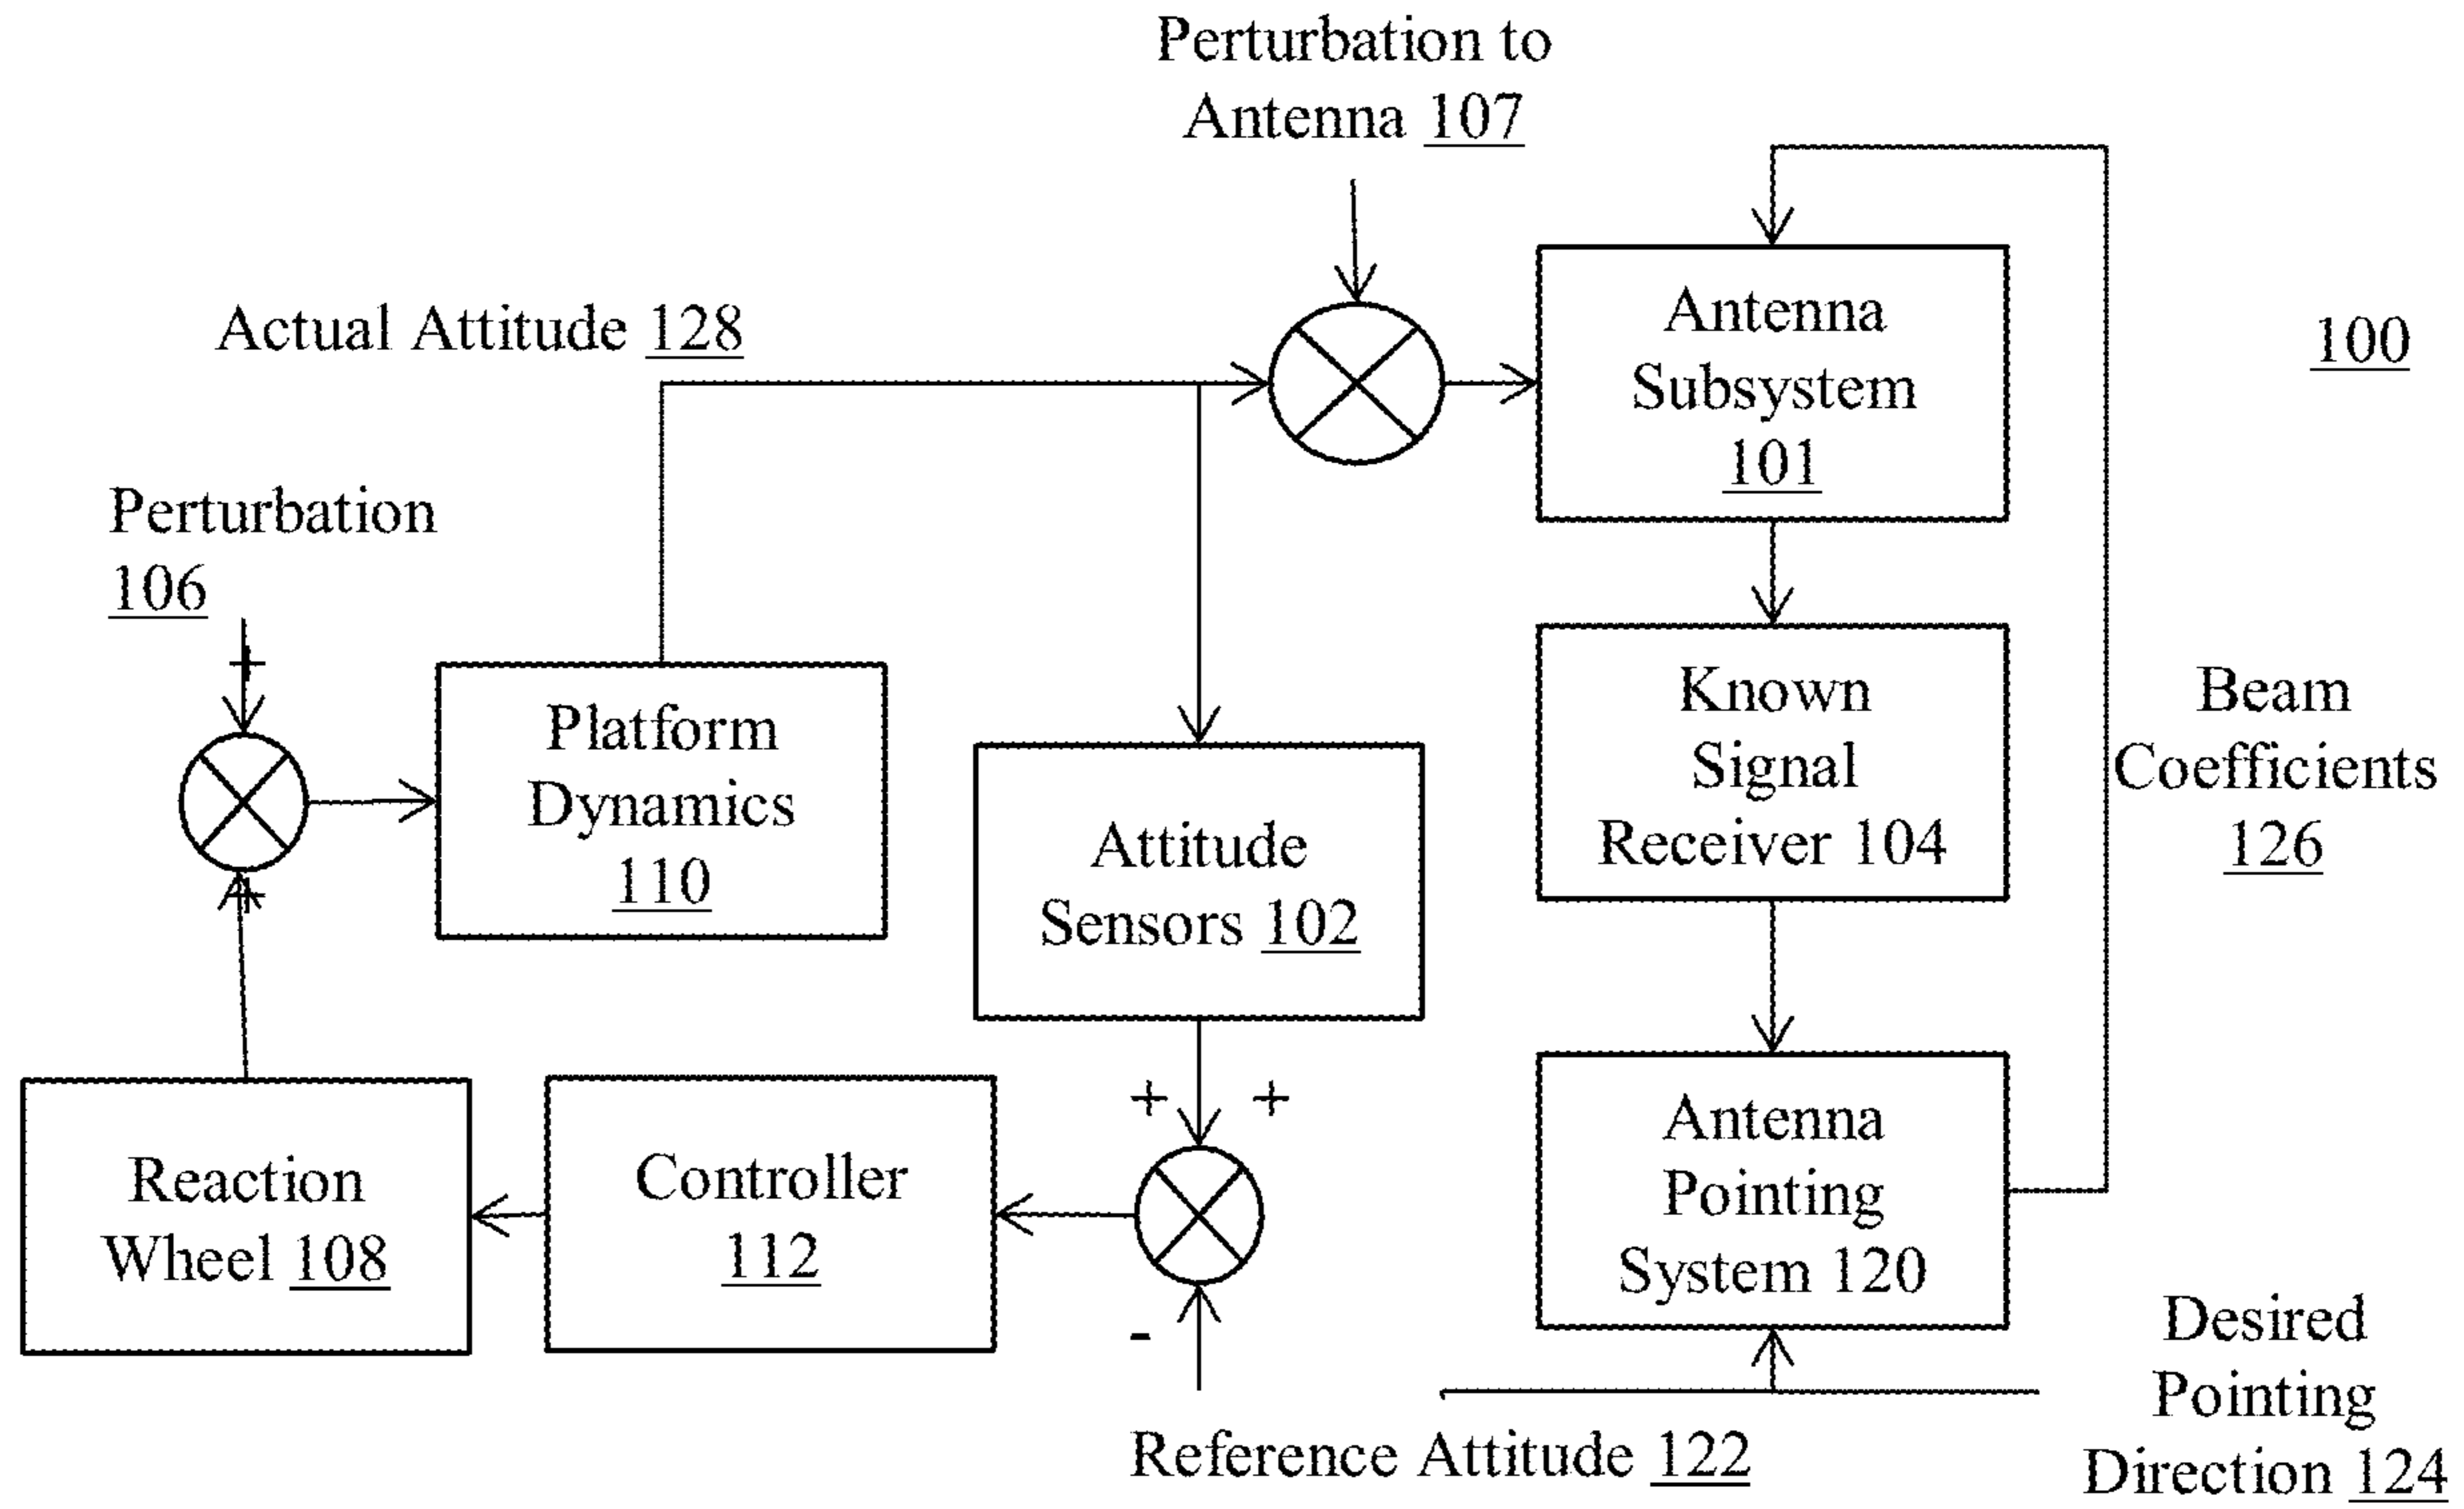 Perturbation to
Antenna 107
Actual Attitude 128
Antenna
Subsystem
101
100
Perturbation
106
+
+
Platform
Dynamics
110
Known
Signal
Receiver 104
Beam
Coefficients
126
Attitude
Sensors 102
+ +
-
Reaction
Wheel 108
Controller
112
Antenna
Pointing
System 120
Reference Attitude 122
Desired
Pointing
Direction 124